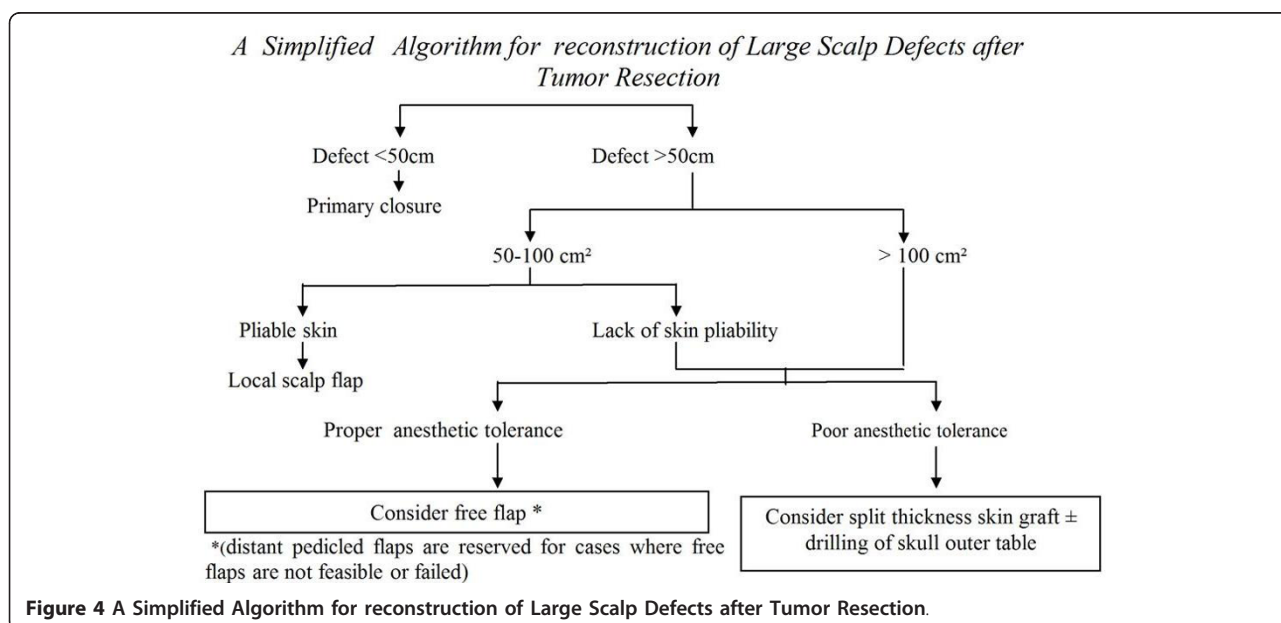 A Simplified Algorithm for reconstruction of Large Scalp Defects after
Tumor Resection
Defect <50cm
Defect >50cm
Primary closure
50-100 cm²
> 100 cm²
Pliable skin
Lack of skin pliability
Local scalp flap
Proper anesthetic tolerance
Poor anesthetic tolerance
Consider free flap *
*(distant pedicled flaps are reserved for cases where free
flaps are not feasible or failed)
Consider split thickness skin graft ±
drilling of skull outer table
Figure 4 A Simplified Algorithm for reconstruction of Large Scalp Defects after Tumor Resection.